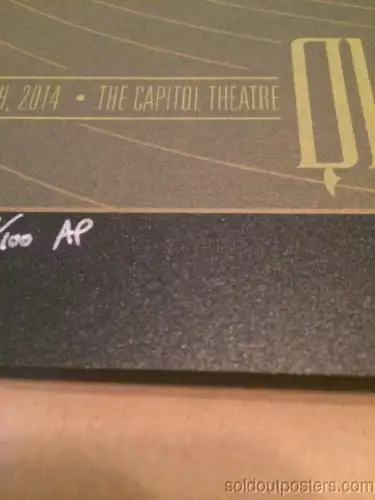 H, 2014 • THE CAPITOL THEATRE
/100 AP
soldoutposters.com